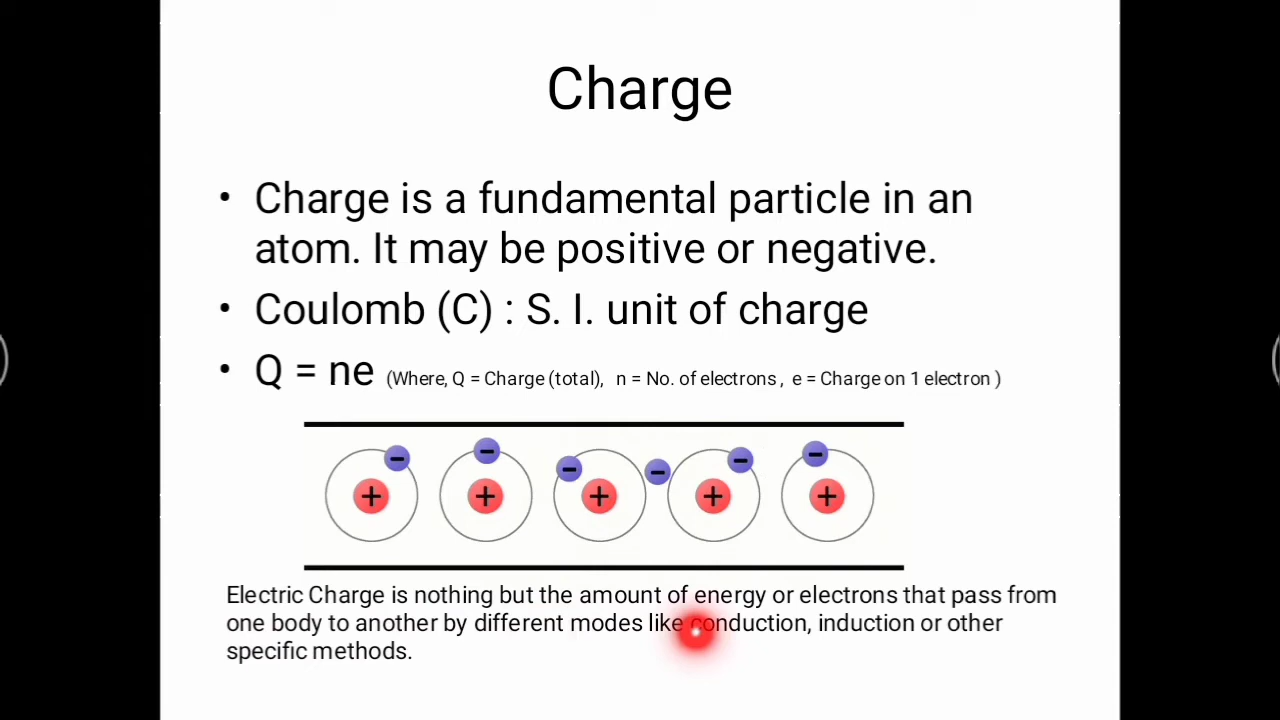 Charge
• Charge is a fundamental particle in an
atom. It may be positive or negative.
• Coulomb (C) : S. I. unit of charge
• Q = ne (Where, Q = Charge (total), n = No. of electrons , e = Charge on 1 electron )
− − − − − −
+ + + + +
Electric Charge is nothing but the amount of energy or electrons that pass from
one body to another by different modes like conduction, induction or other
specific methods.